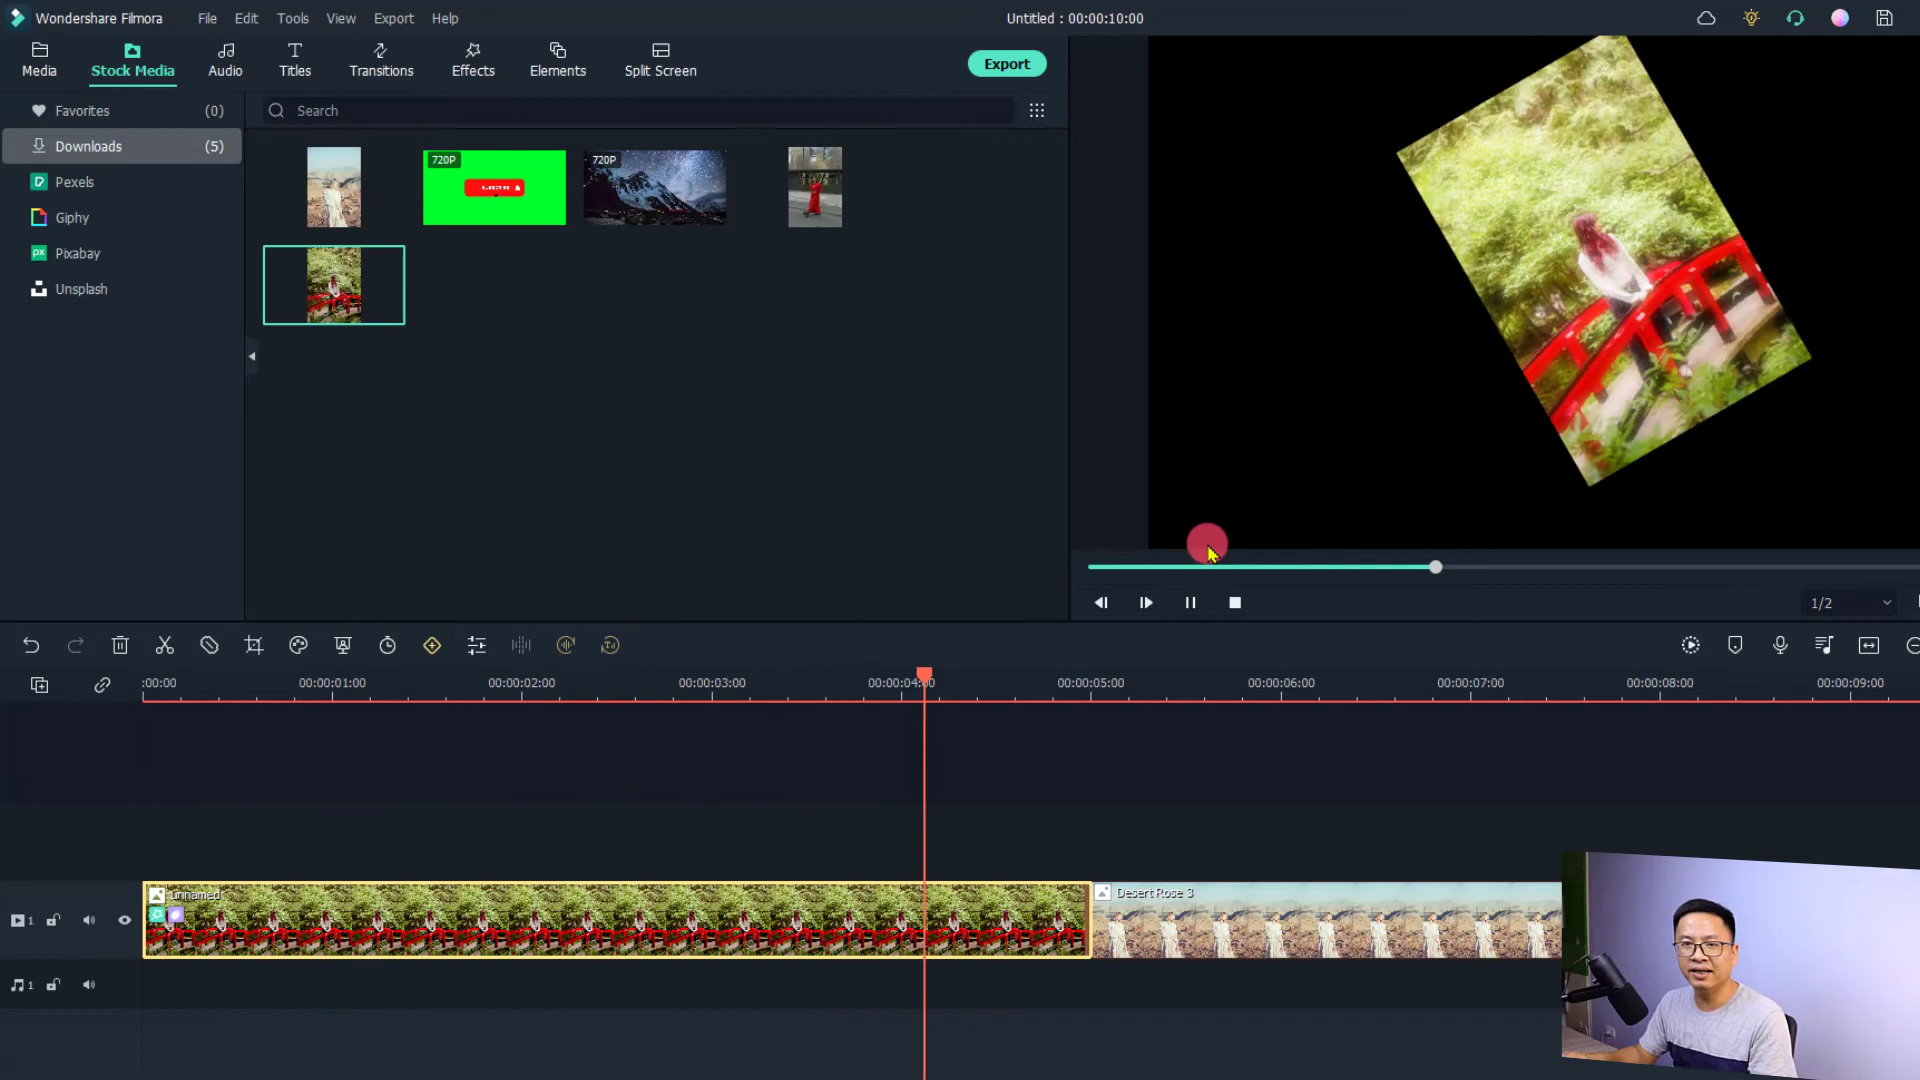 Wondershare Filmora File Edit Tools View Export Help Untitled : 00:00:10:00
Media Stock Media Audio Titles Transitions Effects Elements Split Screen Export
Favorites (0) Search
Downloads (5)
Pexels
Giphy
Pixabay
Unsplash
720P 720P
1/2
:00:00 00:00:01:00 00:00:02:00 00:00:03:00 00:00:04:00 00:00:05:00 00:00:06:00 00:00:07:00 00:00:08:00 00:00:09:00
unnamed Desert Rose 3
1
1